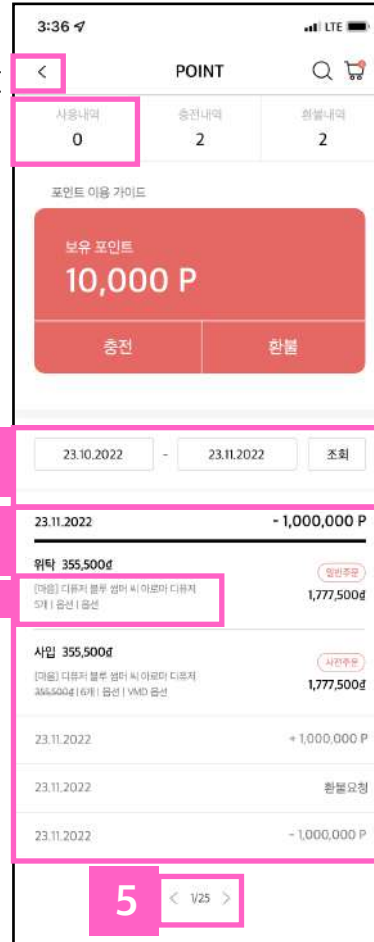 3:36 LTE
POINT
사용내역 충전내역 환불내역
0 2 2
포인트 이용 가이드
보유 포인트
10,000 P
충전 환불
23.10.2022 - 23.11.2022 조회
23.11.2022 - 1,000,000 P
위탁 355,500₫ 일반주문
[마음] 디퓨저 블루 썸머 씨 아로마 디퓨저 1,777,500₫
5개 | 옵션 | 옵션
사입 355,500₫ 사전주문
[마음] 디퓨저 블루 썸머 씨 아로마 디퓨저 1,777,500₫
355,500₫ | 6개 | 옵션 | VMD 옵션
23.11.2022 + 1,000,000 P
23.11.2022 환불요청
23.11.2022 - 1,000,000 P
5 < 1/25 >